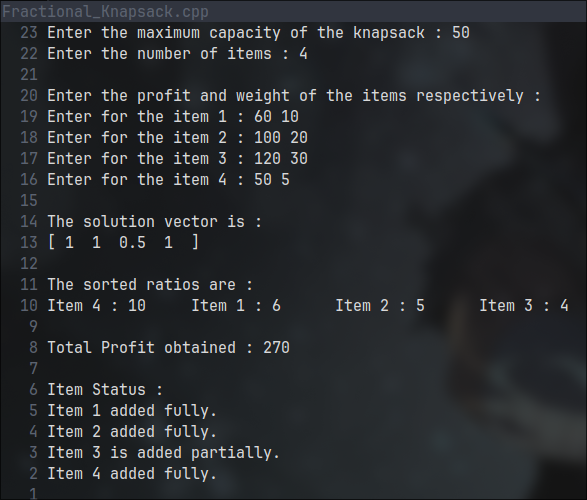 Fractional_Knapsack.cpp
23 Enter the maximum capacity of the knapsack : 50
22 Enter the number of items : 4
21
20 Enter the profit and weight of the items respectively :
19 Enter for the item 1 : 60 10
18 Enter for the item 2 : 100 20
17 Enter for the item 3 : 120 30
16 Enter for the item 4 : 50 5
15
14 The solution vector is :
13 [ 1  1  0.5  1  ]
12
11 The sorted ratios are :
10 Item 4 : 10     Item 1 : 6      Item 2 : 5      Item 3 : 4
9
8 Total Profit obtained : 270
7
6 Item Status :
5 Item 1 added fully.
4 Item 2 added fully.
3 Item 3 is added partially.
2 Item 4 added fully.
1